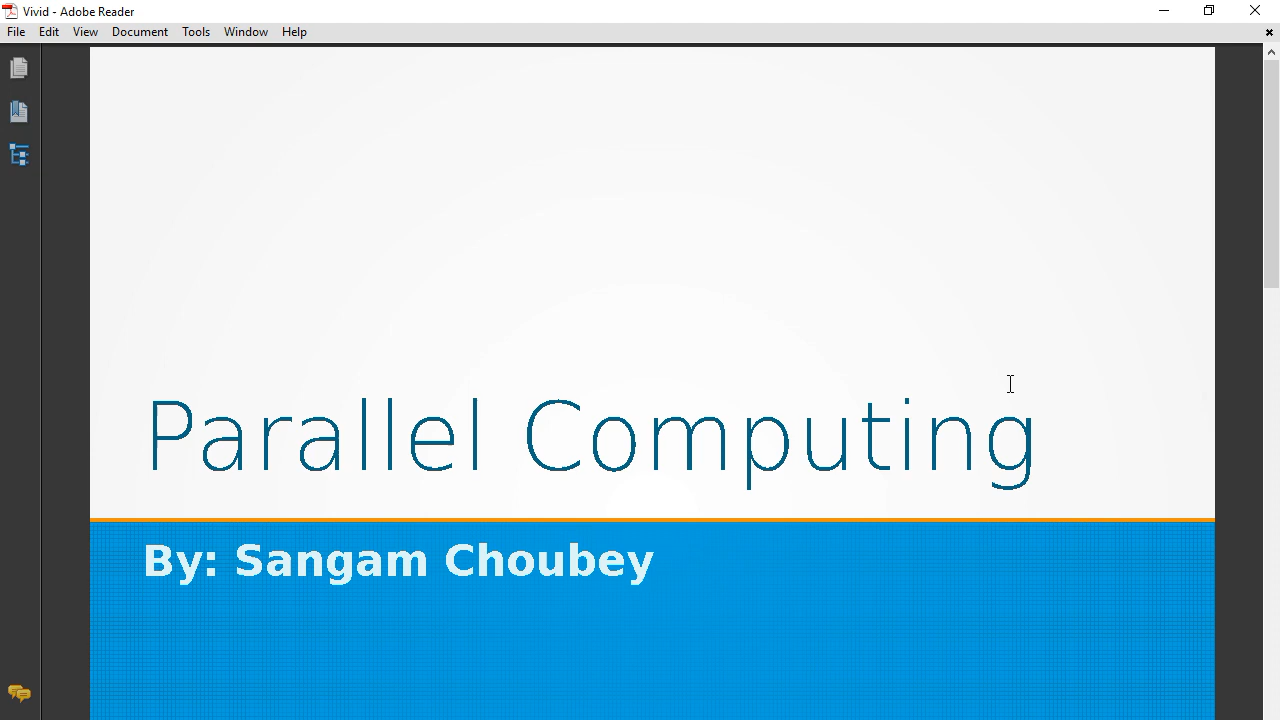 Vivid - Adobe Reader
File Edit View Document Tools Window Help
Parallel Computing
By: Sangam Choubey